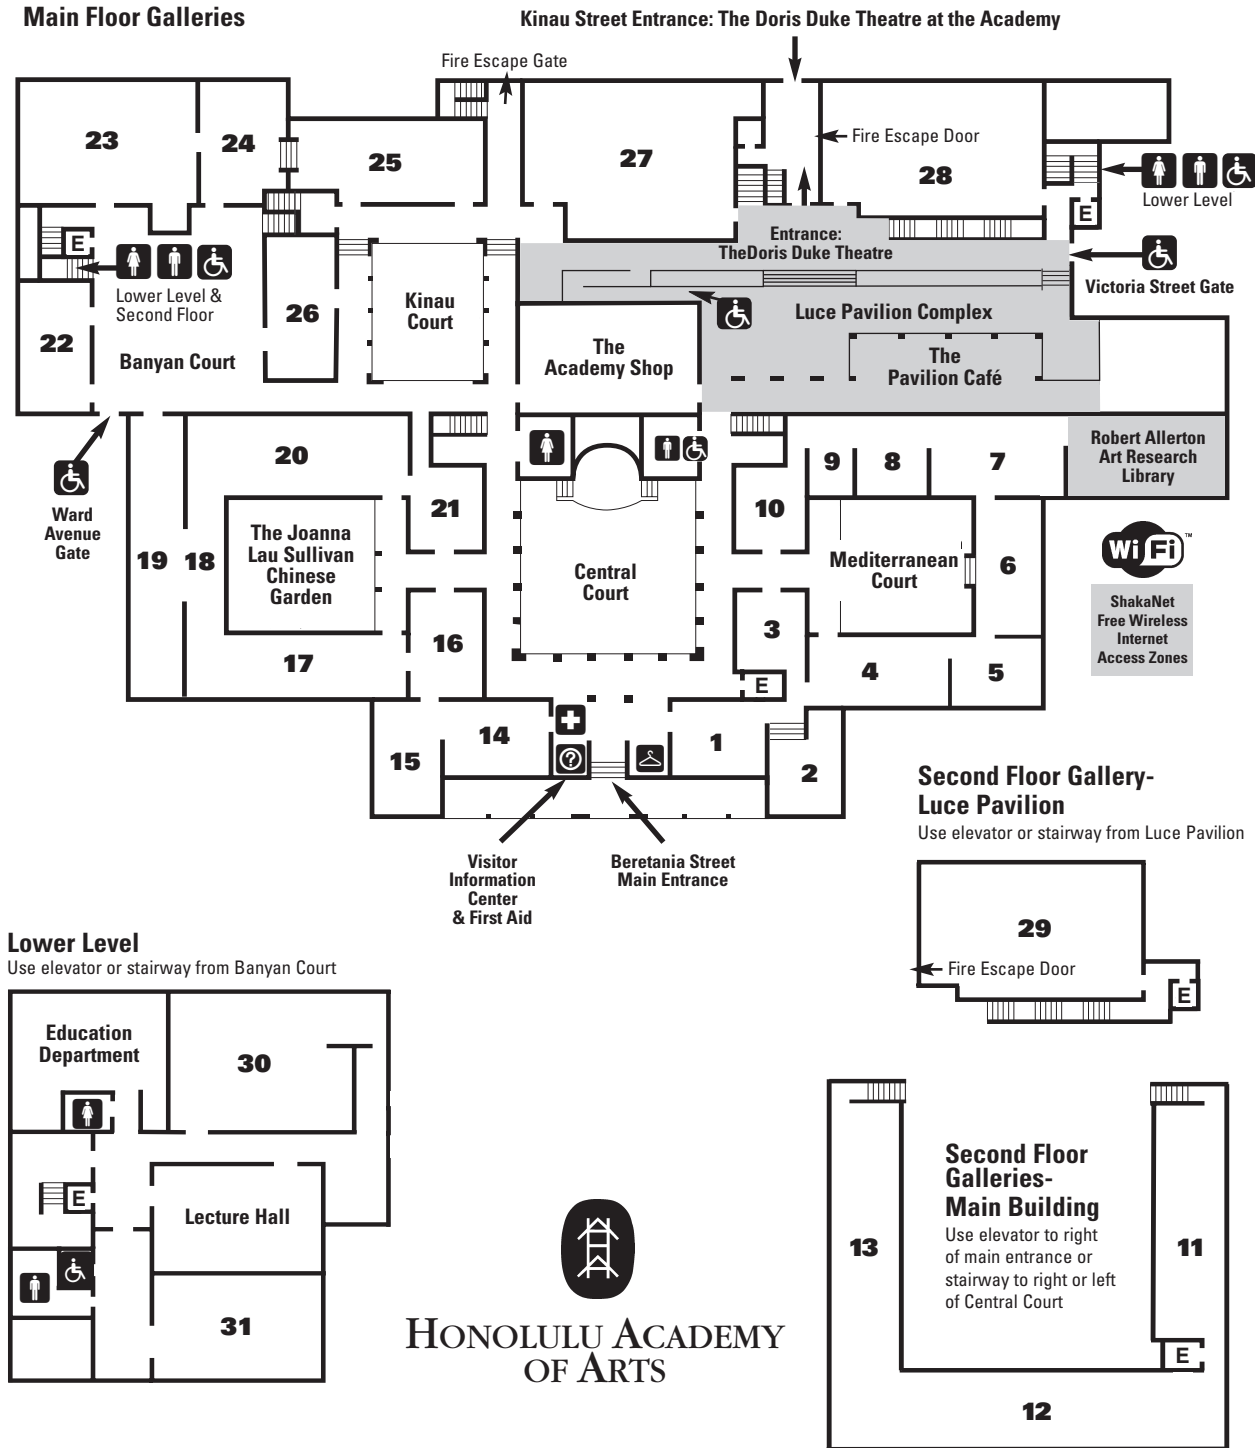 Main Floor Galleries
Kinau Street Entrance: The Doris Duke Theatre at the Academy
Fire Escape Gate
23
24
25
27
Fire Escape Door
28
Lower Level
E
E
Entrance:
TheDoris Duke Theatre
Victoria Street Gate
Lower Level &
Second Floor
22
Banyan Court
26
Kinau
Court
The
Academy Shop
Luce Pavilion Complex
The
Pavilion Café
20
9
8
7
Robert Allerton
Art Research
Library
Ward
Avenue
Gate
19
18
The Joanna
Lau Sullivan
Chinese
Garden
21
Central
Court
10
Mediterranean
Court
6
WiFi™
ShakaNet
Free Wireless
Internet
Access Zones
17
16
3
E
4
5
15
14
?
1
2
Visitor
Information
Center
& First Aid
Beretania Street
Main Entrance
Second Floor Gallery-
Luce Pavilion
Use elevator or stairway from Luce Pavilion
29
Fire Escape Door
E
Lower Level
Use elevator or stairway from Banyan Court
Education
Department
30
E
Lecture Hall
31
Honolulu Academy
of Arts
Second Floor
Galleries-
Main Building
Use elevator to right
of main entrance or
stairway to right or left
of Central Court
13
11
E
12